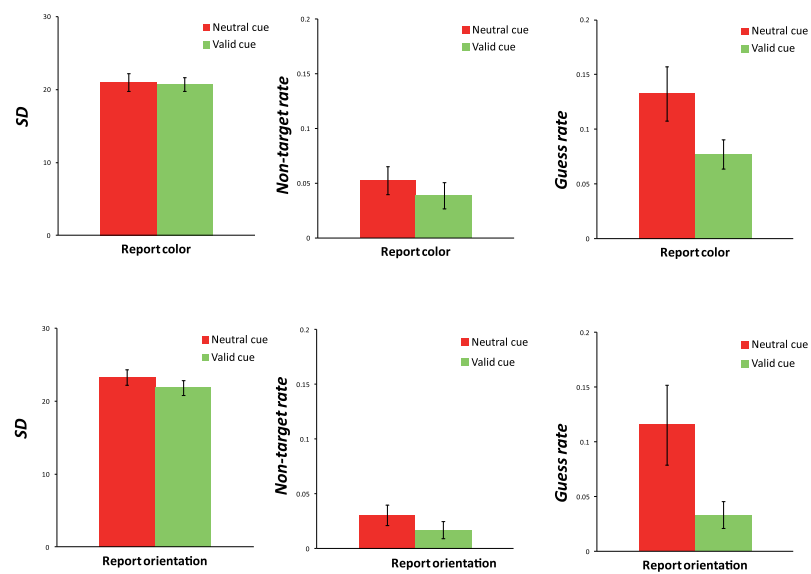 30
20
10
0
SD
Neutral cue
Valid cue
Report color
0.2
0.15
0.1
0.05
0
Non-target rate
Neutral cue
Valid cue
Report color
0.2
0.15
0.1
0.05
0
Guess rate
Neutral cue
Valid cue
Report color
30
20
10
0
SD
Neutral cue
Valid cue
Report orientation
0.2
0.15
0.1
0.05
0
Non-target rate
Neutral cue
Valid cue
Report orientation
0.2
0.15
0.1
0.05
0
Guess rate
Neutral cue
Valid cue
Report orientation